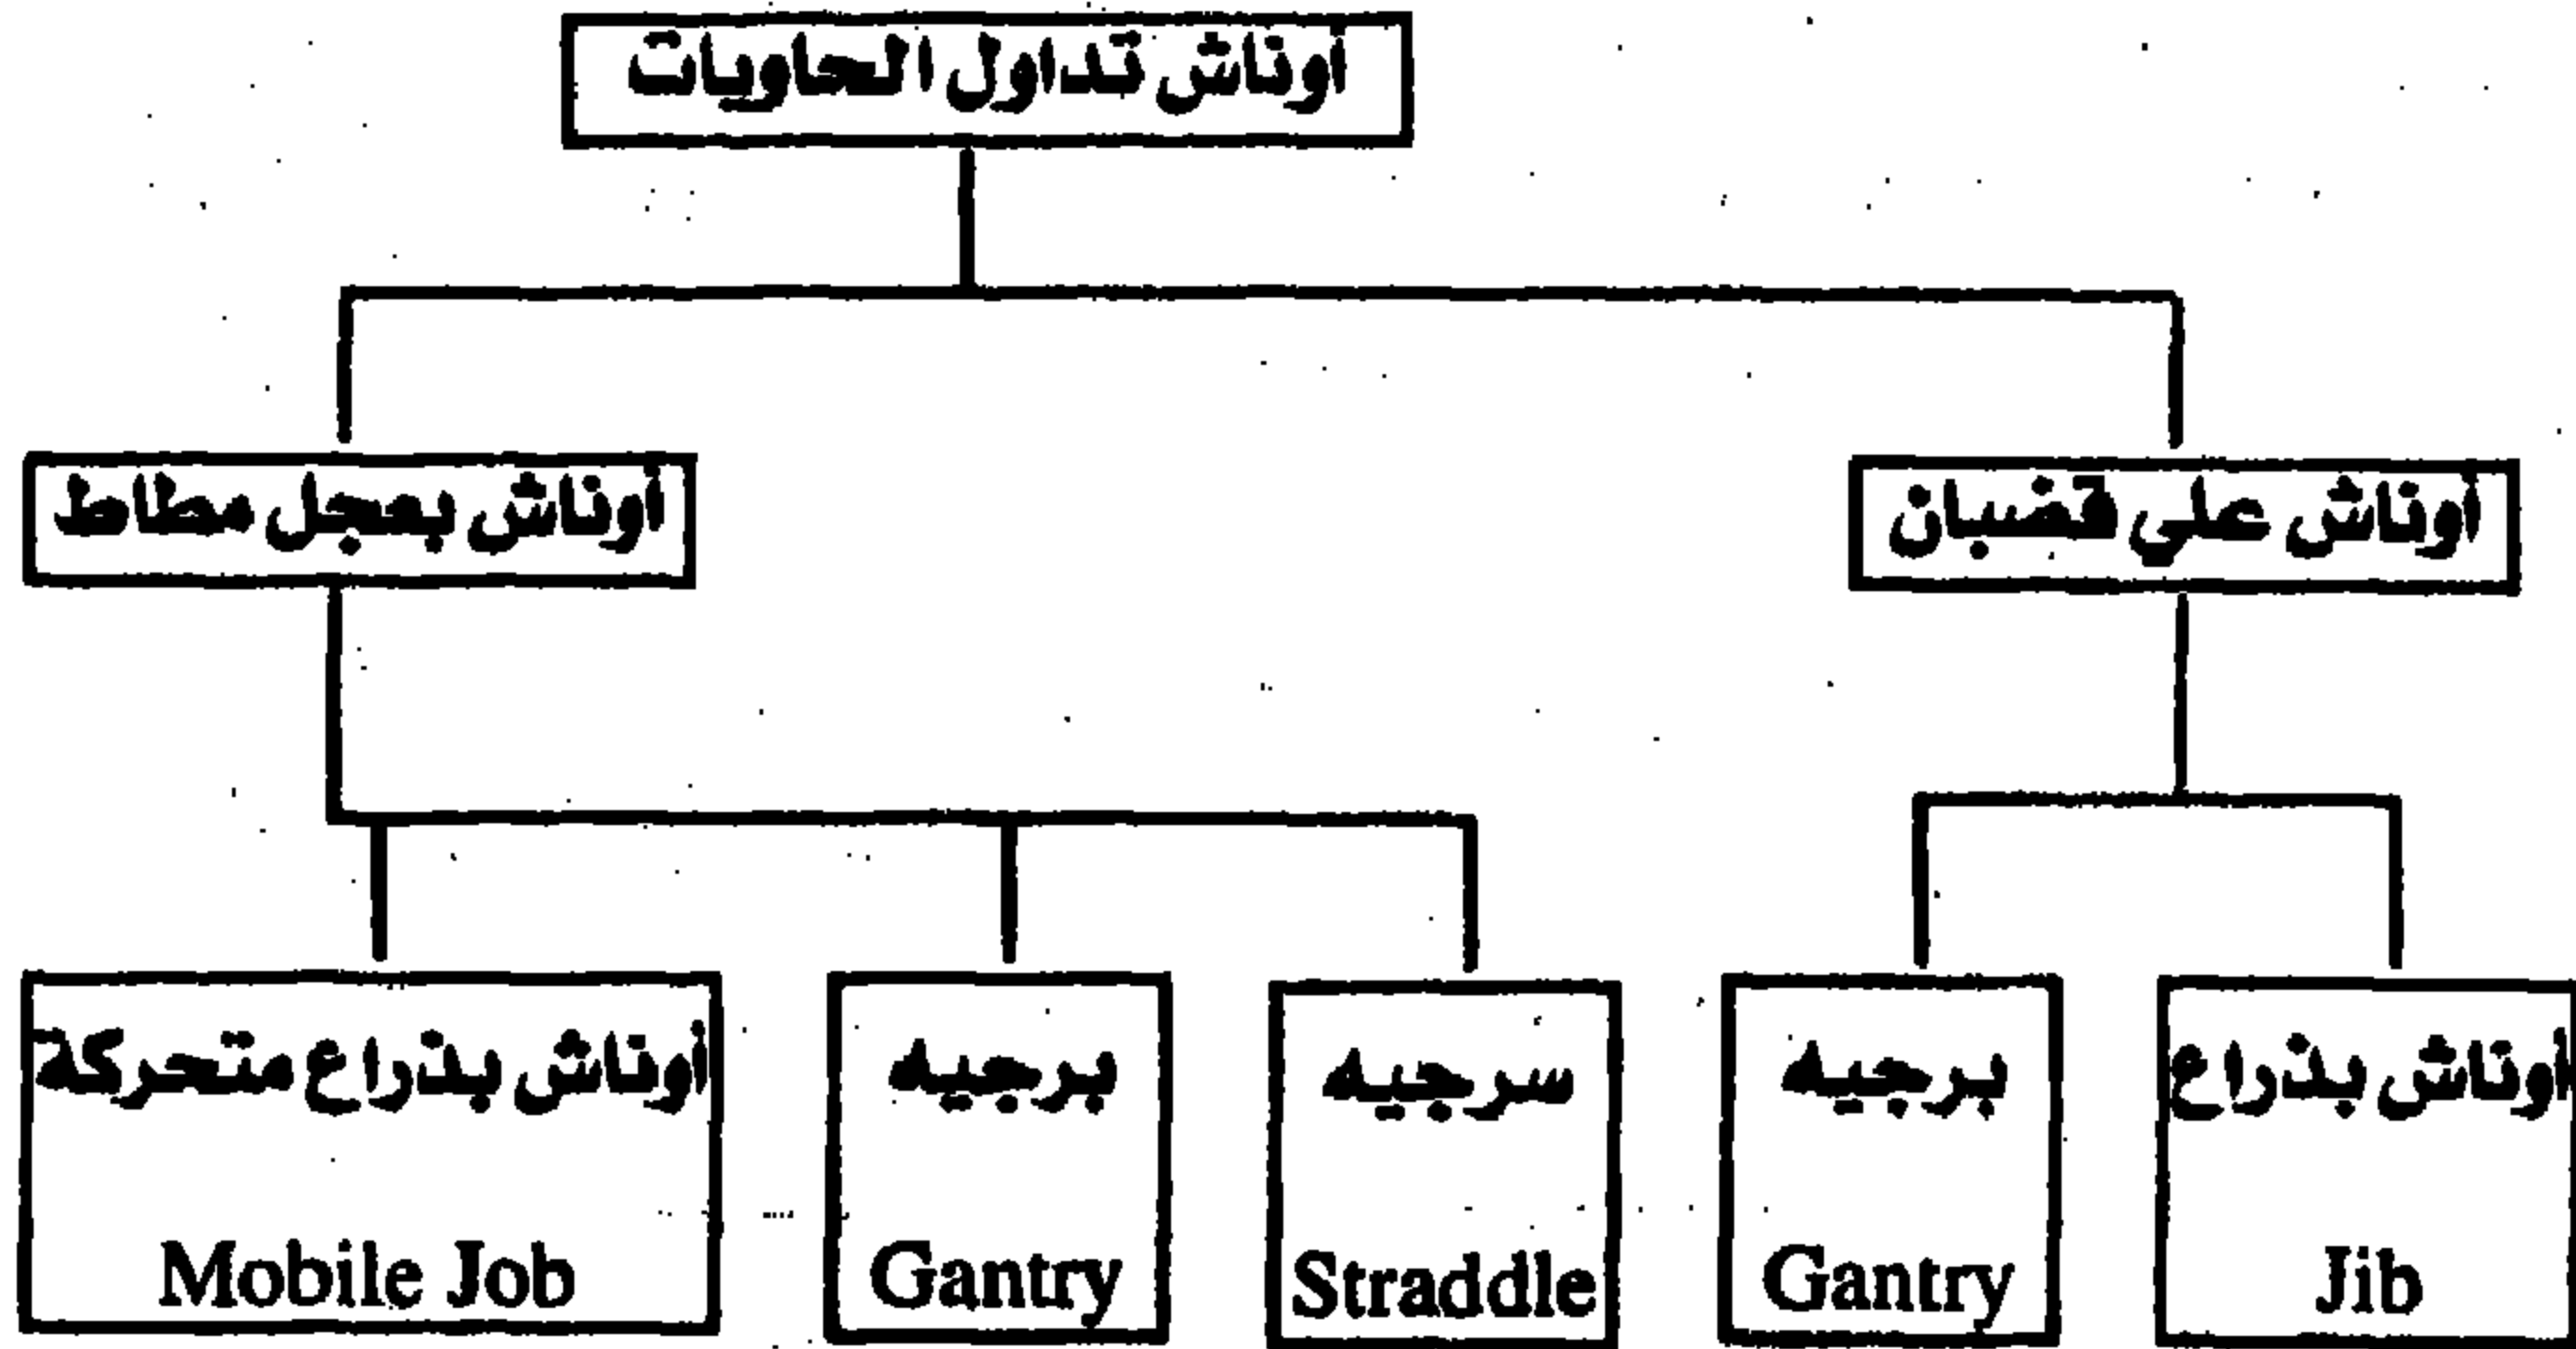 أوناش تداول الحاويات
أوناش علي قضبان
أوناش بعجل مطاط
أوناش بذراع
Jib
برجيه
Gantry
سرجيه
Straddle
برجيه
Gantry
أوناش بذراع متحركة
Mobile Job